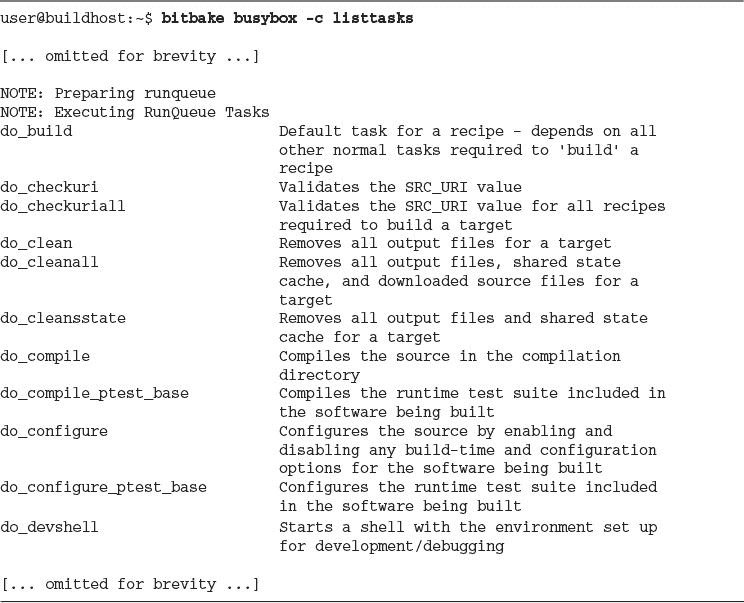 user@buildhost:~$ bitbake busybox -c listtasks
[... omitted for brevity ...]
NOTE: Preparing runqueue
NOTE: Executing RunQueue Tasks
do_build Default task for a recipe - depends on all
other normal tasks required to 'build' a
recipe
do_checkuri Validates the SRC_URI value
do_checkuriall Validates the SRC_URI value for all recipes
required to build a target
do_clean Removes all output files for a target
do_cleanall Removes all output files, shared state
cache, and downloaded source files for a
target
do_cleansstate Removes all output files and shared state
cache for a target
do_compile Compiles the source in the compilation
directory
do_compile_ptest_base Compiles the runtime test suite included in
the software being built
do_configure Configures the source by enabling and
disabling any build-time and configuration
options for the software being built
do_configure_ptest_base Configures the runtime test suite included
in the software being built
do_devshell Starts a shell with the environment set up
for development/debugging
[... omitted for brevity ...]